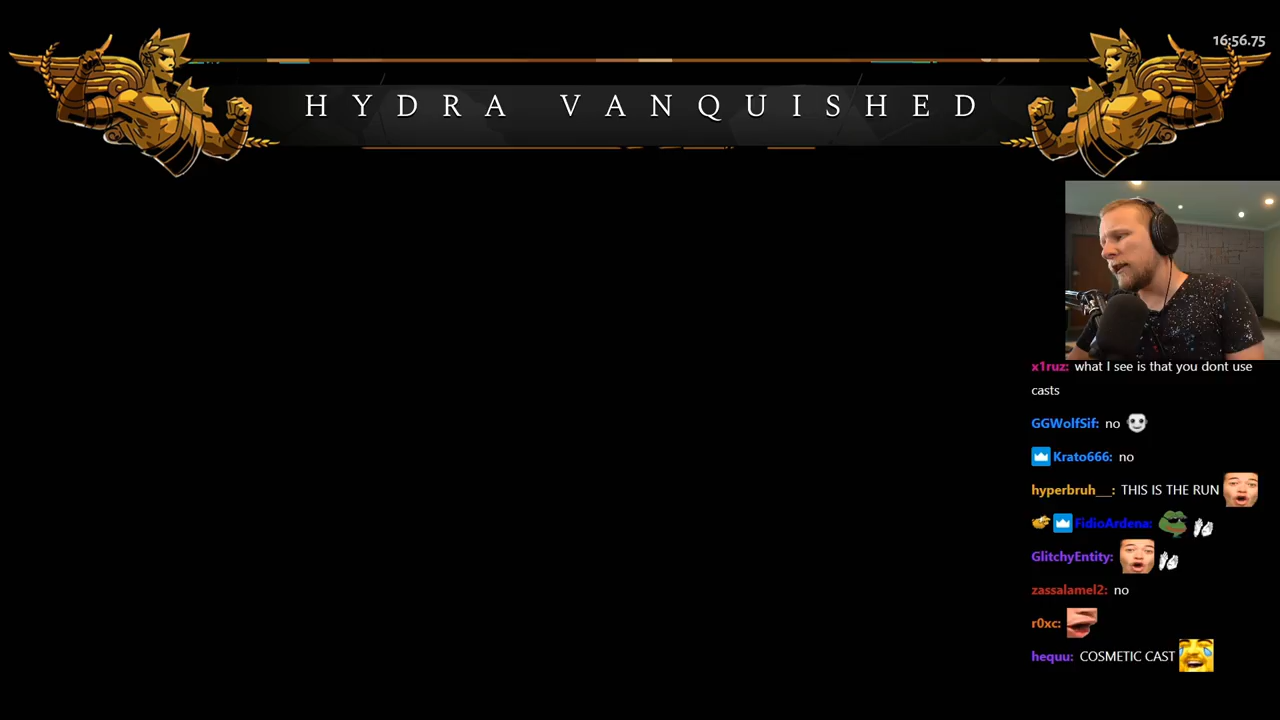 16:56.75
HYDRA VANQUISHED
x1ruz: what I see is that you dont use
casts
GGWolfSif: no
Krato666: no
hyperbruh__: THIS IS THE RUN
FidioArdena:
GlitchyEntity:
zassalamel2: no
r0xc:
hequu: COSMETIC CAST